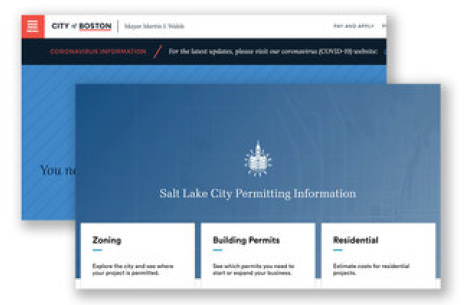 MENU
CITY of BOSTON
Mayor Martin J. Walsh
PAY AND APPLY
CORONAVIRUS INFORMATION
For the latest updates, please visit our coronavirus (COVID-19) website:
You ne
Salt Lake City Permitting Information
Zoning
Explore the city and see where
your project is permitted.
Building Permits
See which permits you need to
start or expand your business.
Residential
Estimate costs for residential
projects.